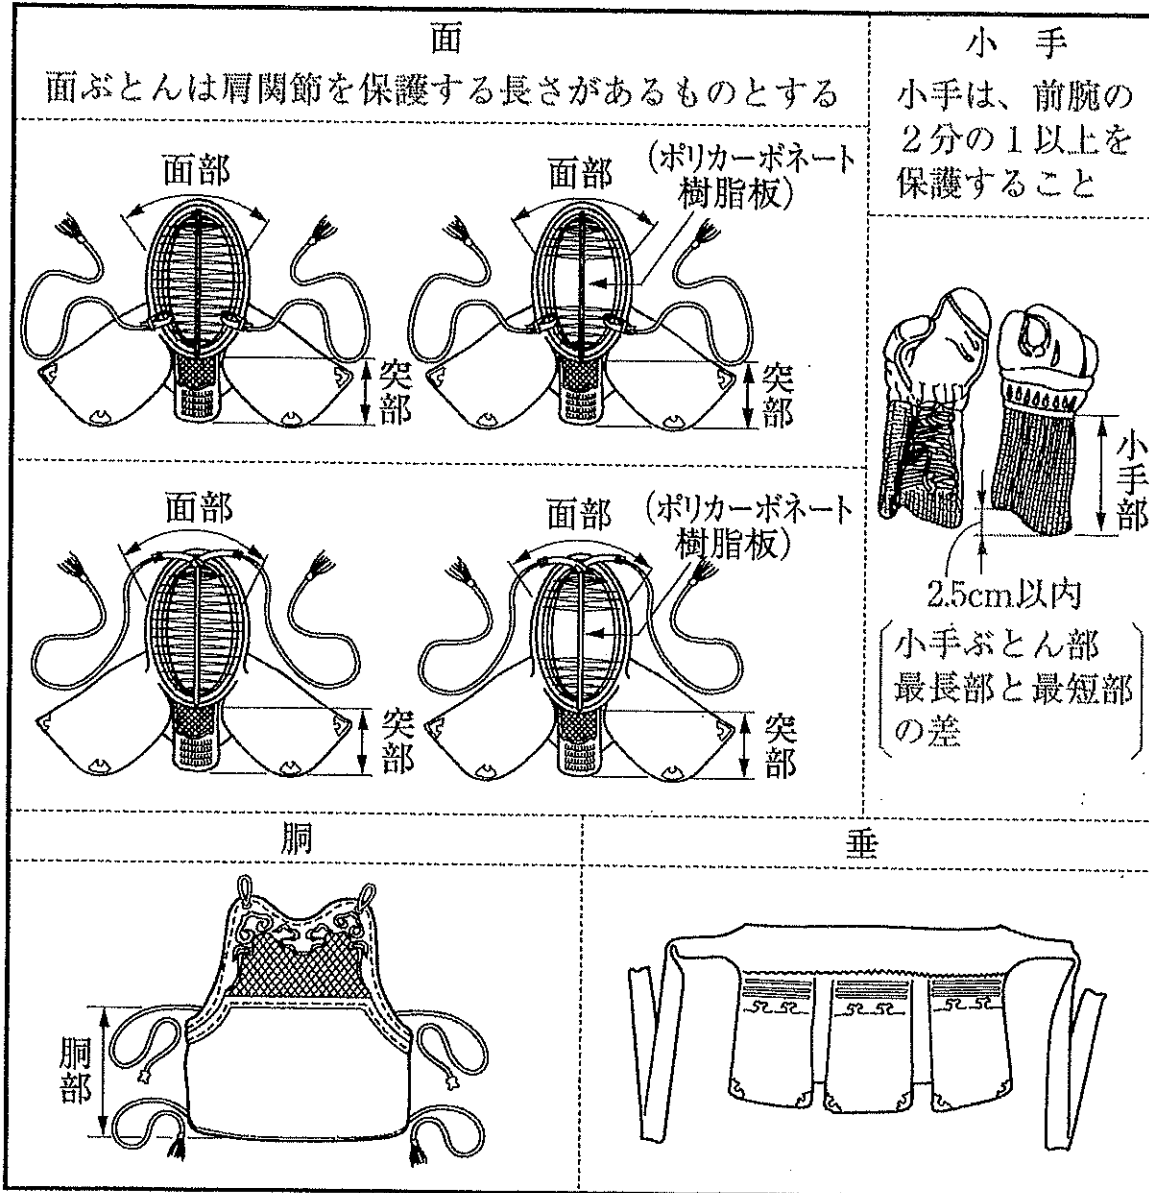 面
面ぶとんは肩関節を保護する長さがあるものとする
面部
突部
面部
(ポリカーボネート
樹脂板)
突部
面部
突部
面部
(ポリカーボネート
樹脂板)
突部
小手
小手は、前腕の
2分の1以上を
保護すること
小手部
2.5cm以内
小手ぶとん部
最長部と最短部
の差
胴
胴部
垂